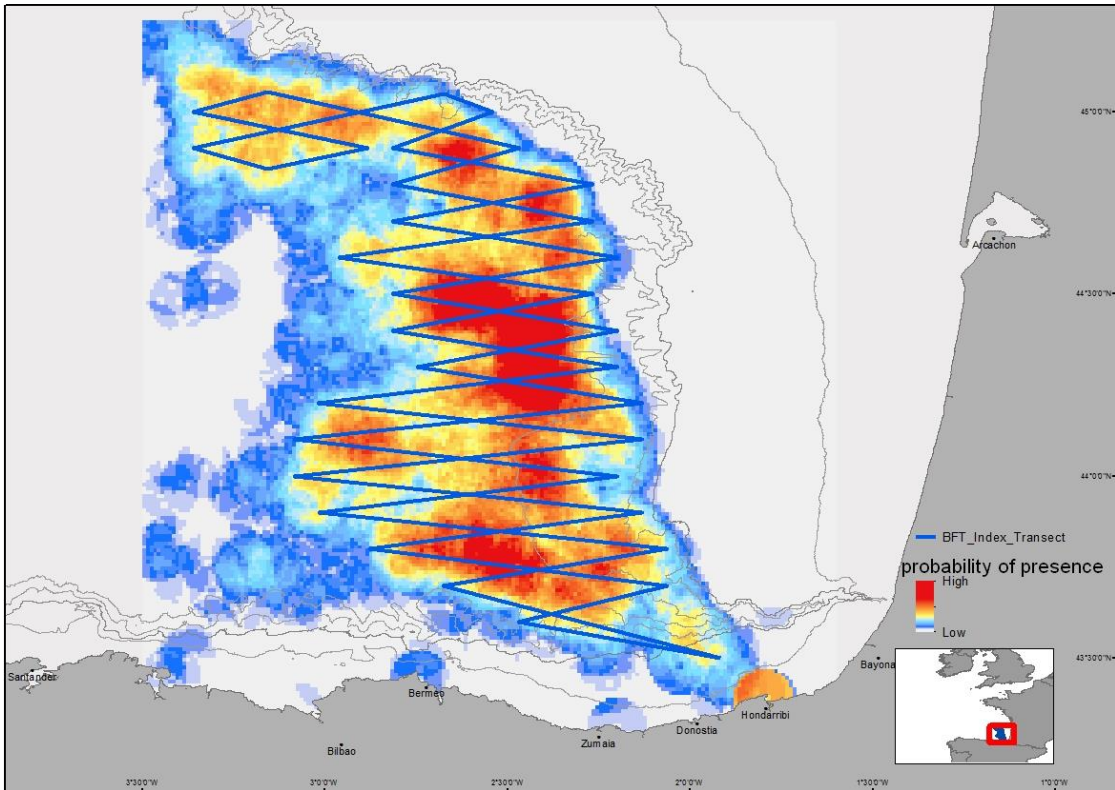 45°0'0"N
Arcachon
44°30'0"N
44°0'0"N
BFT_Index_Transect
probability of presence
High
Low
43°30'0"N
Bayona
Santander
Bermeo
Hondarribi
Donostia
Zumaia
Bilbao
3°30'0"W
3°0'0"W
2°30'0"W
2°0'0"W
1°30'0"W
1°0'0"W